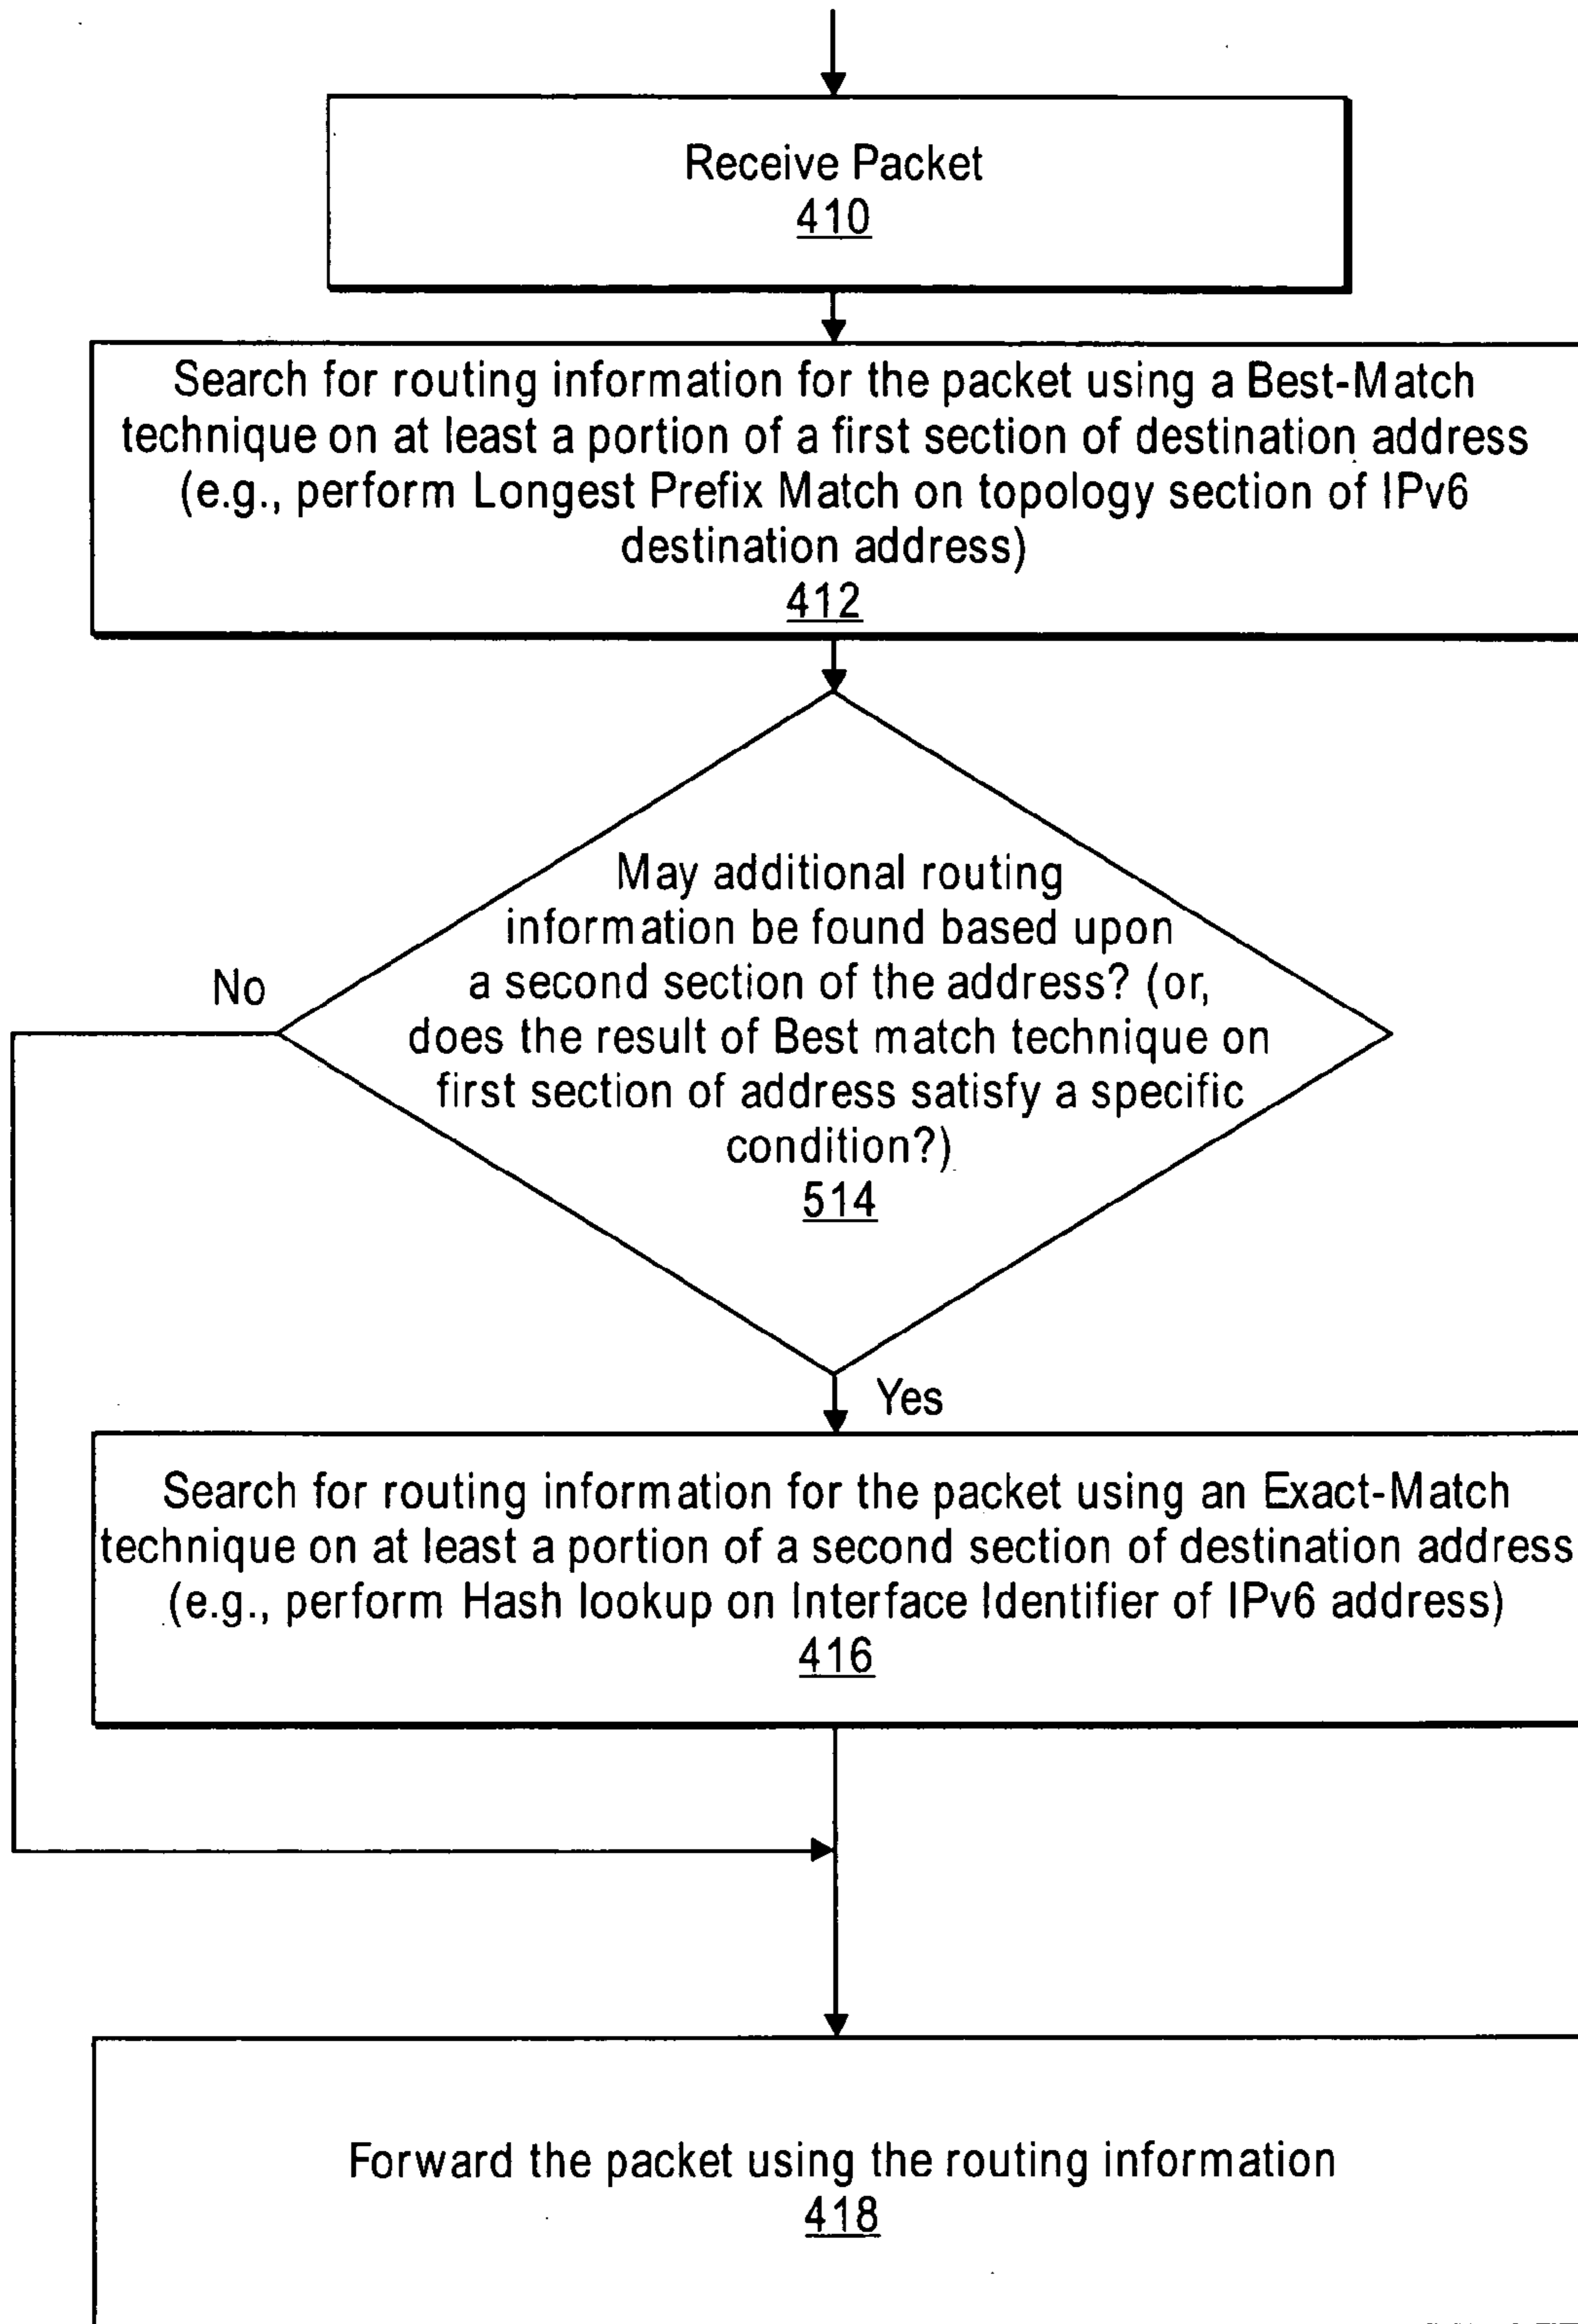 Receive Packet
410
Search for routing information for the packet using a Best-Match
technique on at least a portion of a first section of destination address
(e.g., perform Longest Prefix Match on topology section of IPv6
destination address)
412
May additional routing
information be found based upon
a second section of the address? (or,
does the result of Best match technique on
first section of address satisfy a specific
condition?)
514
No
Yes
Search for routing information for the packet using an Exact-Match
technique on at least a portion of a second section of destination address
(e.g., perform Hash lookup on Interface Identifier of IPv6 address)
416
Forward the packet using the routing information
418